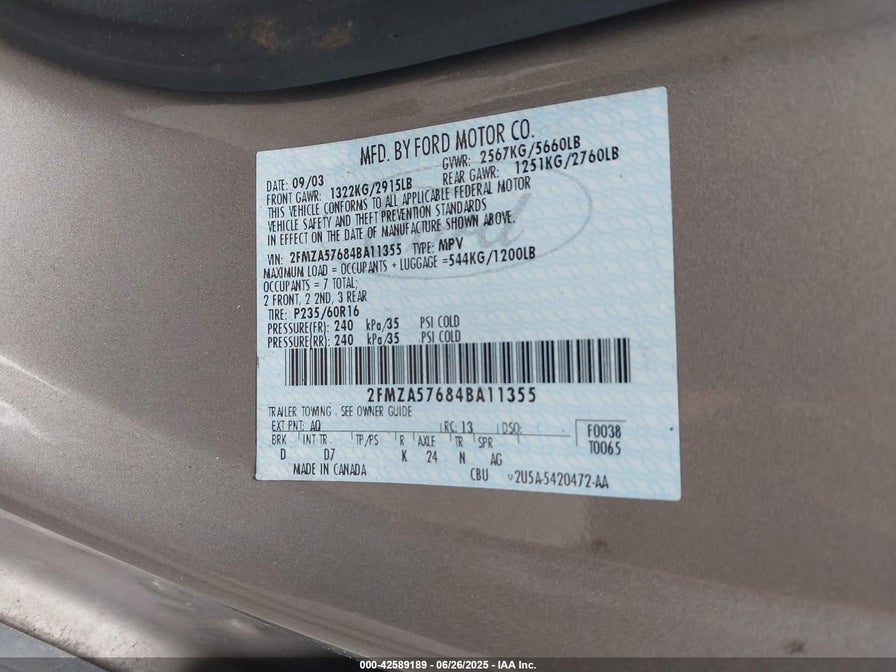 MFD. BY FORD MOTOR CO.
DATE: 09/03 GVWR: 2567KG/5660LB
FRONT GAWR: 1322KG/2915LB REAR GAWR: 1251KG/2760LB
THIS VEHICLE CONFORMS TO ALL APPLICABLE FEDERAL MOTOR
VEHICLE SAFETY AND THEFT PREVENTION STANDARDS
IN EFFECT ON THE DATE OF MANUFACTURE SHOWN ABOVE.
VIN: 2FMZA57684BA11355 TYPE: MPV
MAXIMUM LOAD = OCCUPANTS + LUGGAGE =544KG/1200LB
OCCUPANTS = 7 TOTAL;
2 FRONT, 2 2ND, 3 REAR
TIRE: P235/60R16
PRESSURE(FR): 240 kPa/35 PSI COLD
PRESSURE(RR): 240 kPa/35 PSI COLD
2FMZA57684BA11355
TRAILER TOWING - SEE OWNER GUIDE
EXT PNT: AQ RC: 13 DSO: F0038
BRK INT TR TP/PS R AXLE TR SPR T0065
D D7 K 24 N AG
MADE IN CANADA CBU 2U5A-5420472-AA
000-42589189 - 06/26/2025 - IAA Inc.